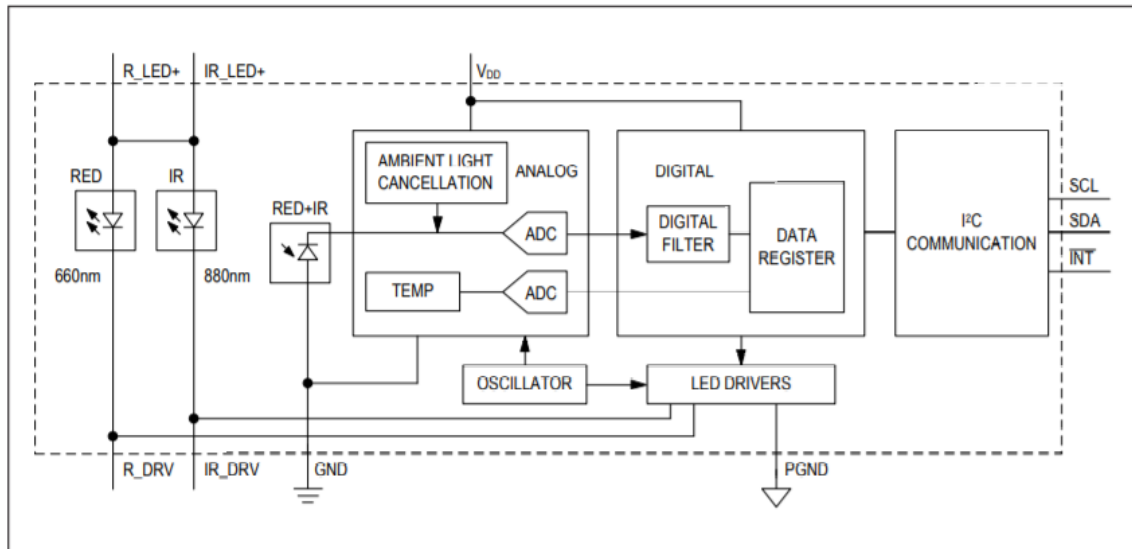 R_LED+
IR_LED+
VDD
RED
IR
660nm
880nm
RED+IR
AMBIENT LIGHT
CANCELLATION
ANALOG
ADC
TEMP
ADC
DIGITAL
DIGITAL
FILTER
DATA
REGISTER
I²C
COMMUNICATION
SCL
SDA
INT
OSCILLATOR
LED DRIVERS
R_DRV
IR_DRV
GND
PGND